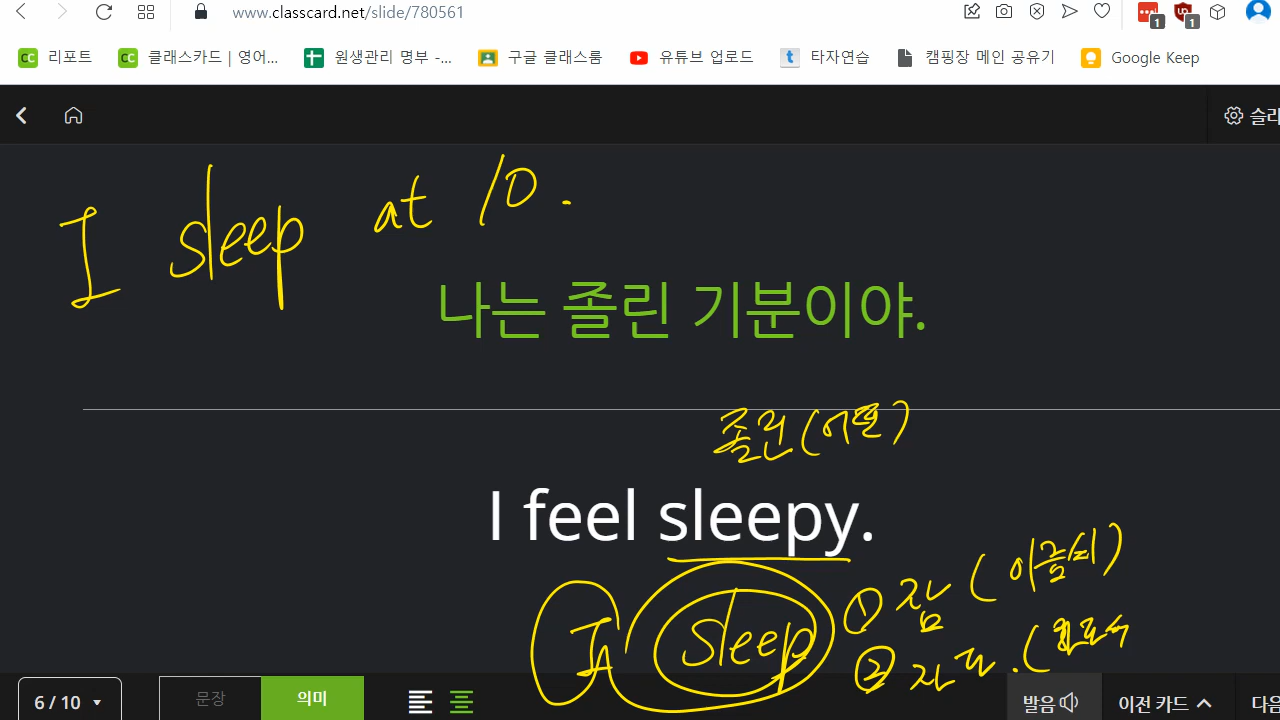 www.classcard.net/slide/780561
1 1
리포트 클래스카드 | 영어... 원생관리 명부 -... 구글 클래스룸 유튜브 업로드 타자연습 캠핑장 메인 공유기 Google Keep
슬라
I sleep at 10.
나는 졸린 기분이야.
졸린 (어떤)
I feel sleepy.
sleep ① 잠 (이름씨)
② 자다. (
6 / 10 문장 의미 발음 이전 카드 다음